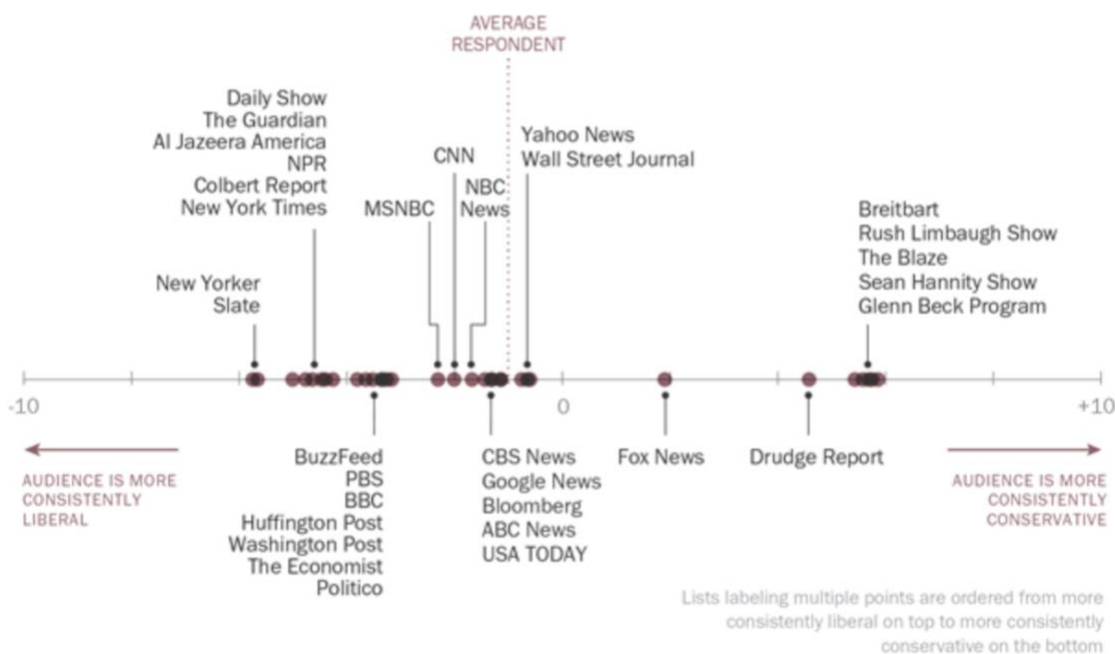 AVERAGE
RESPONDENT
Daily Show
The Guardian
Al Jazeera America
NPR
Colbert Report
New York Times
New Yorker
Slate
MSNBC
CNN
NBC
News
Yahoo News
Wall Street Journal
Breitbart
Rush Limbaugh Show
The Blaze
Sean Hannity Show
Glenn Beck Program
-10
0
+10
AUDIENCE IS MORE
CONSISTENTLY
LIBERAL
BuzzFeed
PBS
BBC
Huffington Post
Washington Post
The Economist
Politico
CBS News
Google News
Bloomberg
ABC News
USA TODAY
Fox News
Drudge Report
AUDIENCE IS MORE
CONSISTENTLY
CONSERVATIVE
Lists labeling multiple points are ordered from more
consistently liberal on top to more consistently
conservative on the bottom